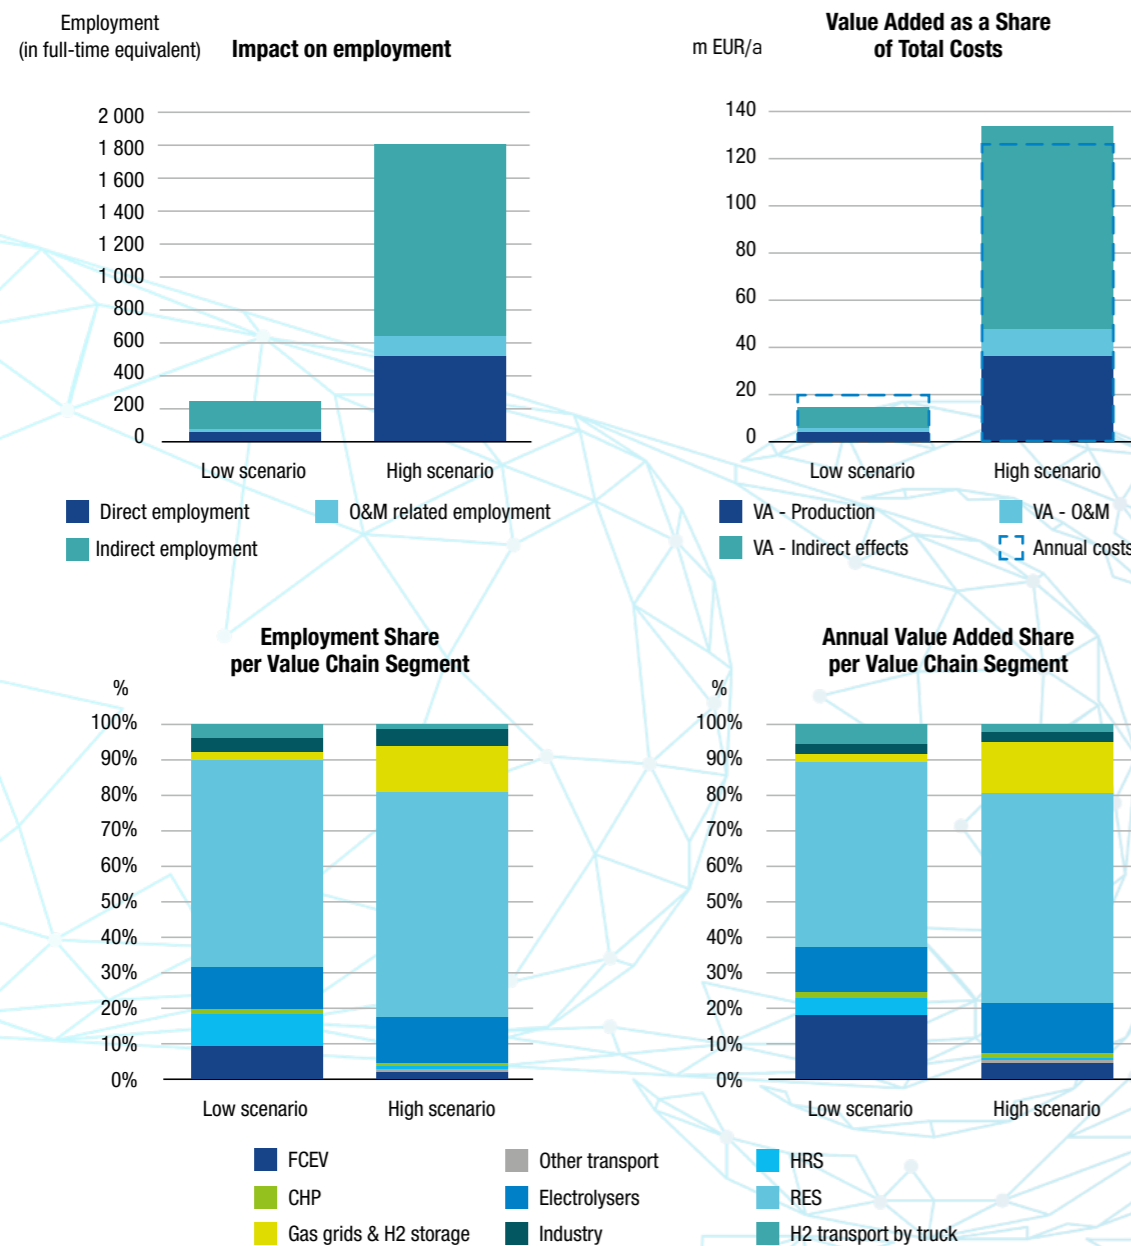 Employment
(in full-time equivalent)
Impact on employment
2 000
1 800
1 600
1 400
1 200
1 000
800
600
400
200
0
Low scenario
High scenario
Direct employment
O&M related employment
Indirect employment
Value Added as a Share
of Total Costs
m EUR/a
140
120
100
80
60
40
20
0
Low scenario
High scenario
VA - Production
VA - O&M
VA - Indirect effects
Annual costs
Employment Share
per Value Chain Segment
%
100%
90%
80%
70%
60%
50%
40%
30%
20%
10%
0%
Low scenario
High scenario
Annual Value Added Share
per Value Chain Segment
%
100%
90%
80%
70%
60%
50%
40%
30%
20%
10%
0%
Low scenario
High scenario
FCEV
Other transport
HRS
CHP
Electrolysers
RES
Gas grids & H2 storage
Industry
H2 transport by truck